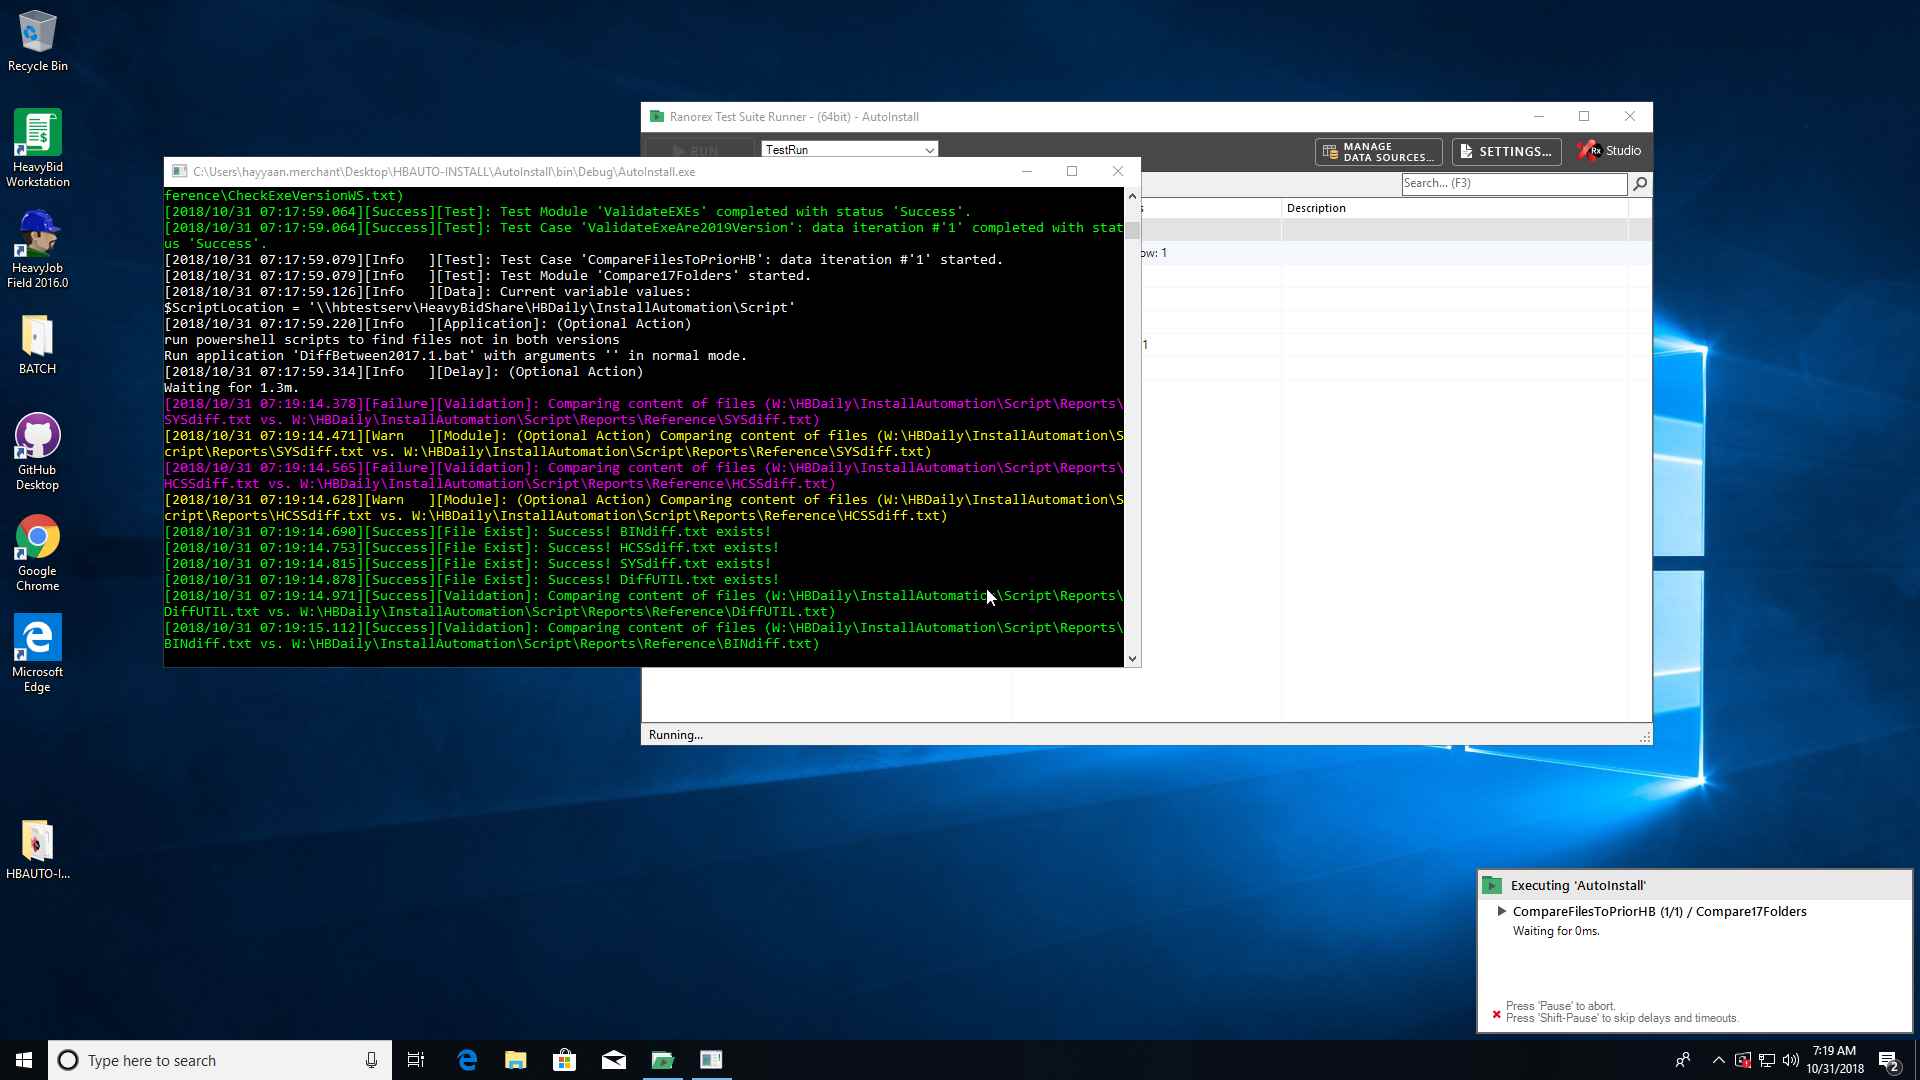 Recycle Bin
HeavyBid
Workstation
HeavyJob
Field 2016.0
BATCH
GitHub
Desktop
Google
Chrome
Microsoft
Edge
HBAUTO-I...
Ranorex Test Suite Runner - (64bit) - AutoInstall
RUN
TestRun
MANAGE
DATA SOURCES...
SETTINGS...
Rx Studio
Search... (F3)
Description
ow: 1
1
Running...
C:\Users\hayyaan.merchant\Desktop\HBAUTO-INSTALL\AutoInstall\bin\Debug\AutoInstall.exe
ference\CheckExeVersionWS.txt)
[2018/10/31 07:17:59.064][Success][Test]: Test Module 'ValidateEXEs' completed with status 'Success'.
[2018/10/31 07:17:59.064][Success][Test]: Test Case 'ValidateExeAre2019Version': data iteration #'1' completed with stat
us 'Success'.
[2018/10/31 07:17:59.079][Info   ][Test]: Test Case 'CompareFilesToPriorHB': data iteration #'1' started.
[2018/10/31 07:17:59.079][Info   ][Test]: Test Module 'Compare17Folders' started.
[2018/10/31 07:17:59.126][Info   ][Data]: Current variable values:
$ScriptLocation = '\\hbtestserv\HeavyBidShare\HBDaily\InstallAutomation\Script'
[2018/10/31 07:17:59.220][Info   ][Application]: (Optional Action)
run powershell scripts to find files not in both versions
Run application 'DiffBetween2017.1.bat' with arguments '' in normal mode.
[2018/10/31 07:17:59.314][Info   ][Delay]: (Optional Action)
Waiting for 1.3m.
[2018/10/31 07:19:14.378][Failure][Validation]: Comparing content of files (W:\HBDaily\InstallAutomation\Script\Reports\
SYSdiff.txt vs. W:\HBDaily\InstallAutomation\Script\Reports\Reference\SYSdiff.txt)
[2018/10/31 07:19:14.471][Warn   ][Module]: (Optional Action) Comparing content of files (W:\HBDaily\InstallAutomation\S
cript\Reports\SYSdiff.txt vs. W:\HBDaily\InstallAutomation\Script\Reports\Reference\SYSdiff.txt)
[2018/10/31 07:19:14.565][Failure][Validation]: Comparing content of files (W:\HBDaily\InstallAutomation\Script\Reports\
HCSSdiff.txt vs. W:\HBDaily\InstallAutomation\Script\Reports\Reference\HCSSdiff.txt)
[2018/10/31 07:19:14.628][Warn   ][Module]: (Optional Action) Comparing content of files (W:\HBDaily\InstallAutomation\S
cript\Reports\HCSSdiff.txt vs. W:\HBDaily\InstallAutomation\Script\Reports\Reference\HCSSdiff.txt)
[2018/10/31 07:19:14.690][Success][File Exist]: Success! BINdiff.txt exists!
[2018/10/31 07:19:14.753][Success][File Exist]: Success! HCSSdiff.txt exists!
[2018/10/31 07:19:14.815][Success][File Exist]: Success! SYSdiff.txt exists!
[2018/10/31 07:19:14.878][Success][File Exist]: Success! DiffUTIL.txt exists!
[2018/10/31 07:19:14.971][Success][Validation]: Comparing content of files (W:\HBDaily\InstallAutomation\Script\Reports\
DiffUTIL.txt vs. W:\HBDaily\InstallAutomation\Script\Reports\Reference\DiffUTIL.txt)
[2018/10/31 07:19:15.112][Success][Validation]: Comparing content of files (W:\HBDaily\InstallAutomation\Script\Reports\
BINdiff.txt vs. W:\HBDaily\InstallAutomation\Script\Reports\Reference\BINdiff.txt)
Executing 'AutoInstall'
CompareFilesToPriorHB (1/1) / Compare17Folders
Waiting for 0ms.
Press 'Pause' to abort.
Press 'Shift-Pause' to skip delays and timeouts.
Type here to search
7:19 AM
10/31/2018
2